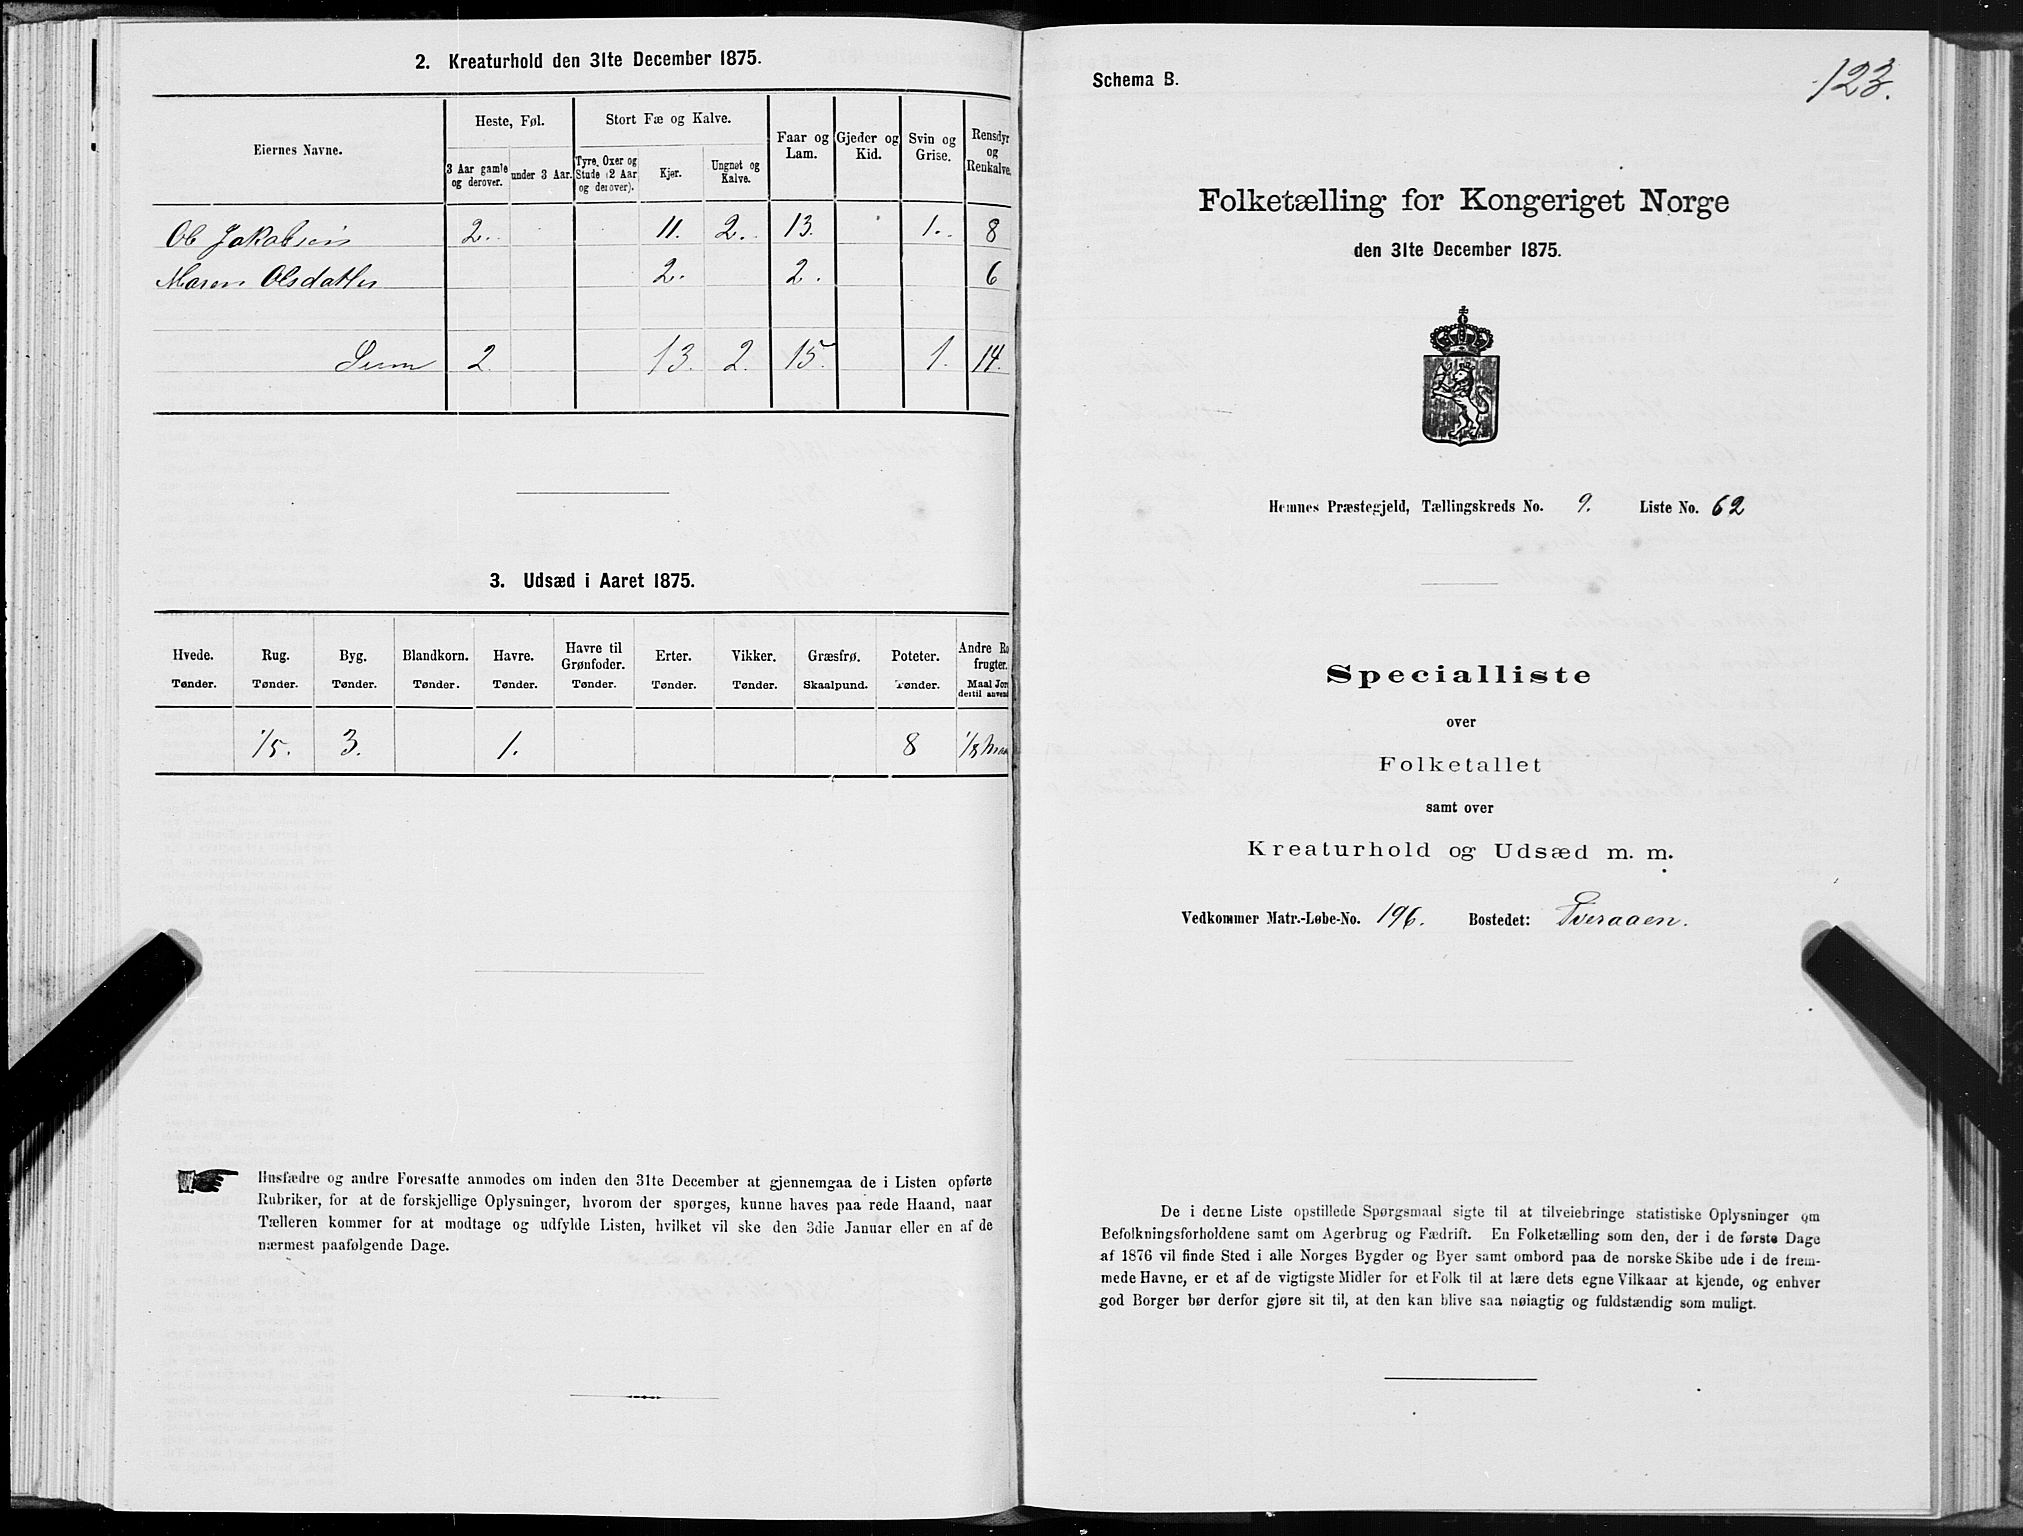 2. Kreaturhold den 31te December 1875.
Eiernes Navne.
Heste, Føl.
Stort Fæ og Kalve.
Faar og Lam.
Gjeder og Kid.
Svin og Grise.
Rensdyr og Renkalve.
3 Aar gamle og derover.
under 3 Aar.
Tyre, Oxer og Stude (2 Aar og derover).
Kjør.
Ungnøt og Kalve.
Ole Jakobsen 2. 11. 2. 13. 1. 8
Maren Olsdatter 2. 2. 6
Sum 2. 13. 2. 15. 1. 14.
3. Udsæd i Aaret 1875.
Hvede. Rug. Byg. Blandkorn. Havre. Havre til Grønfoder. Erter. Vikker. Græsfrø. Poteter. Andre Ro frugter.
Tønder. Tønder. Tønder. Tønder. Tønder. Tønder. Tønder. Tønder. Skaalpund. Tønder. Maal Jor dertil anvend
1/5. 3. 1. 8 1/8 Maa
Husfædre og andre Foresatte anmodes om inden den 31te December at gjennemgaa de i Listen opførte
Rubriker, for at de forskjellige Oplysninger, hvorom der spørges, kunne haves paa rede Haand, naar
Tælleren kommer for at modtage og udfylde Listen, hvilket vil ske den 3die Januar eller en af de
nærmest paafølgende Dage.
123.
Schema B.
Folketælling for Kongeriget Norge
den 31te December 1875.
Hemnes Præstegjeld, Tællingskreds No. 9. Liste No. 62
Specialliste
over
Folketallet
samt over
Kreaturhold og Udsæd m. m.
Vedkommer Matr.-Løbe-No. 196. Bostedet: Tveraaen.
De i denne Liste opstillede Spørgsmaal sigte til at tilveiebringe statistiske Oplysninger om
Befolkningsforholdene samt om Agerbrug og Fædrift. En Folketælling som den, der i de første Dage
af 1876 vil finde Sted i alle Norges Bygder og Byer samt ombord paa de norske Skibe ude i de frem-
mede Havne, er et af de vigtigste Midler for et Folk til at lære dets egne Vilkaar at kjende, og enhver
god Borger bør derfor gjøre sit til, at den kan blive saa nøiagtig og fuldstændig som muligt.